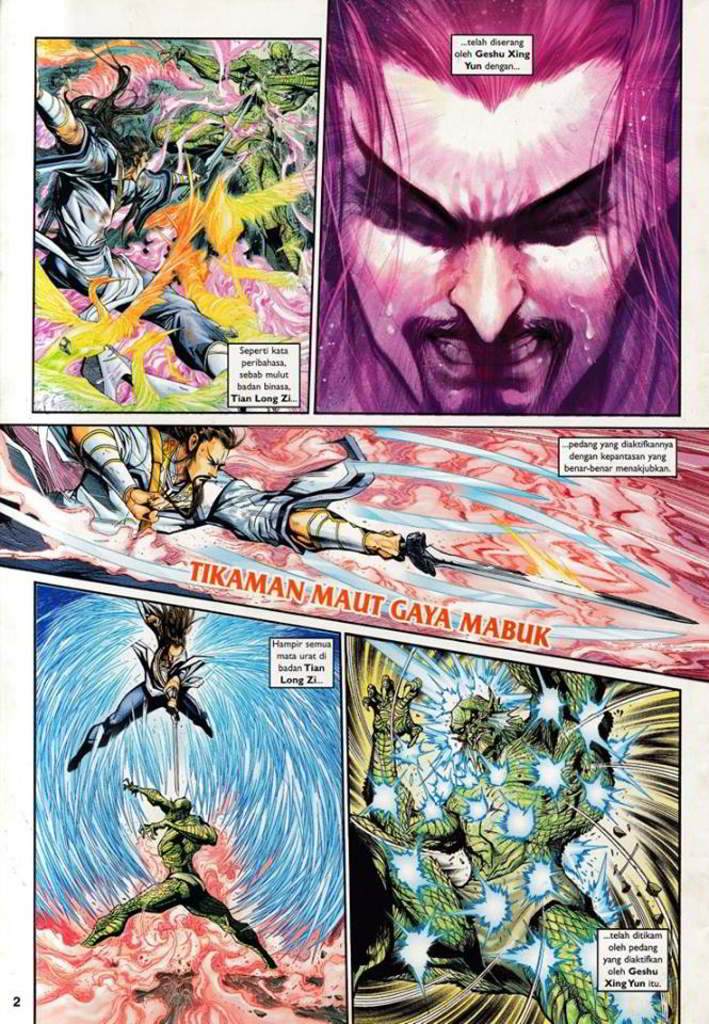 Seperti kata
peribahasa,
sebab mulut
badan binasa,
Tian Long Zi...
...telah diserang
oleh Geshu Xing
Yun dengan...
...pedang yang diaktifkannya
dengan kepantasan yang
benar-benar menakjubkan.
TIKAMAN MAUT GAYA MABUK
Hampir semua
mata urat di
badan Tian
Long Zi...
...telah ditikam
oleh pedang
yang diaktifkan
oleh Geshu
Xing Yun itu.
2